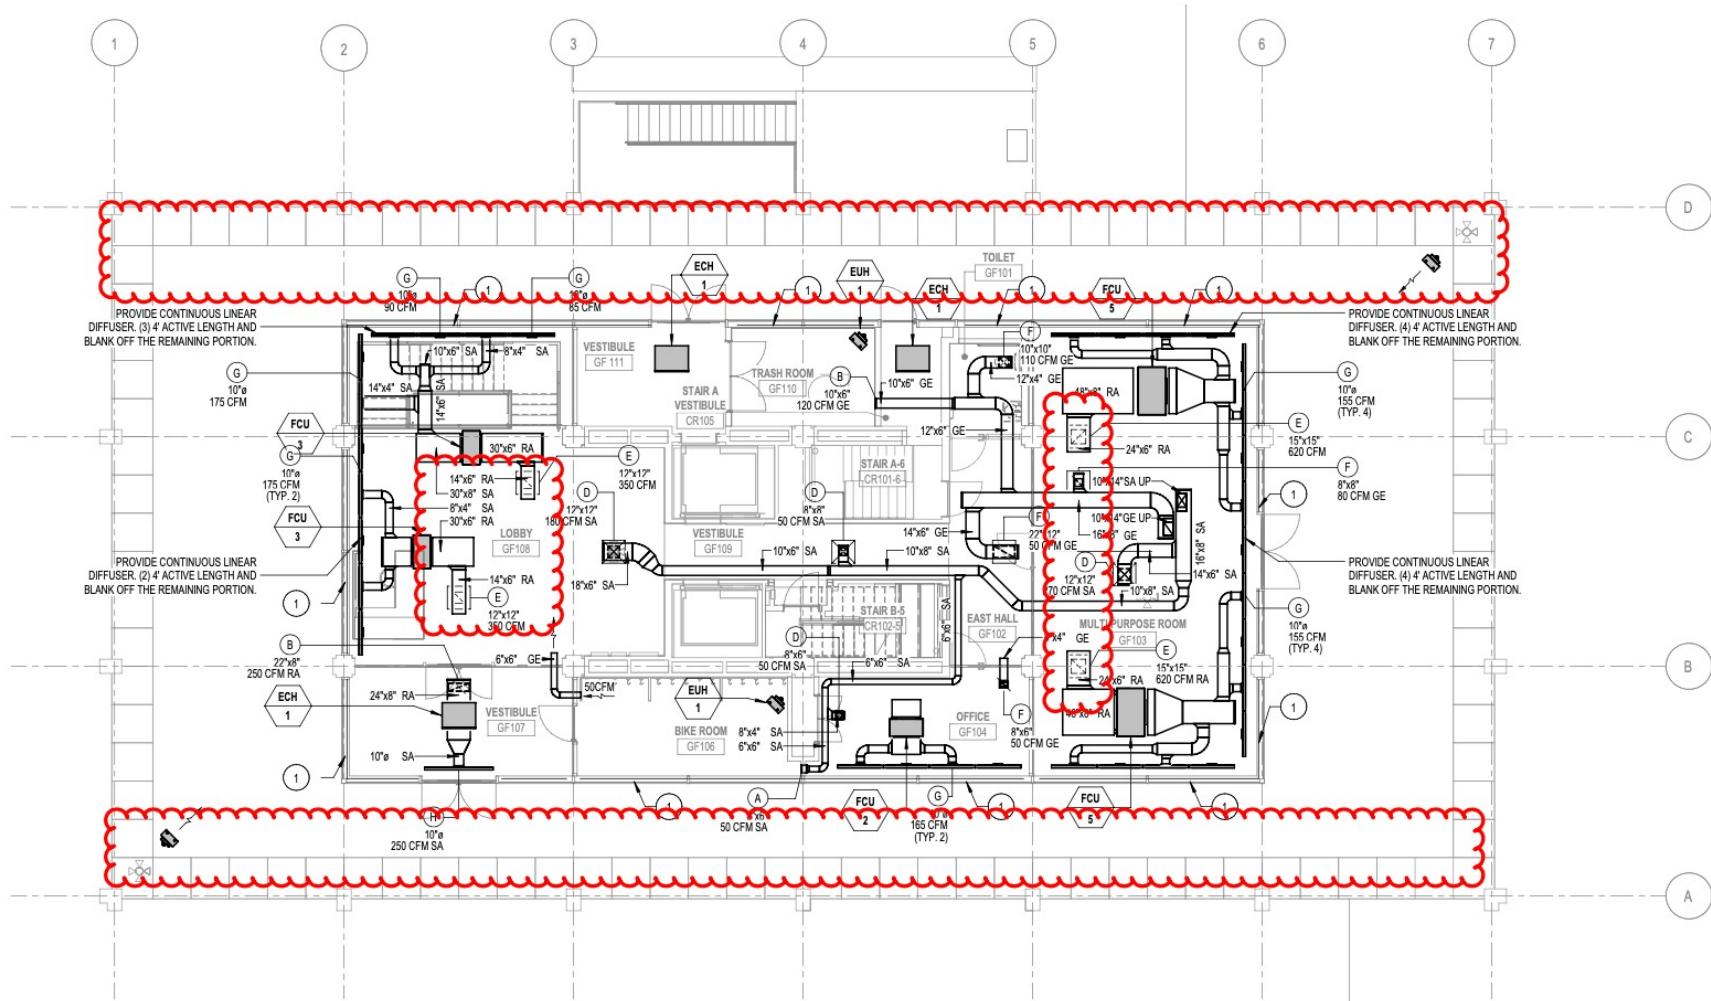 1
2
3
4
5
6
7
D
C
B
A
TOILET
GF101
ECH
1
EUH
1
ECH
1
FCU
5
G
10"ø
90 CFM
1
G
85 CFM
1
1
1
PROVIDE CONTINUOUS LINEAR
DIFFUSER. (3) 4' ACTIVE LENGTH AND
BLANK OFF THE REMAINING PORTION.
PROVIDE CONTINUOUS LINEAR
DIFFUSER. (4) 4' ACTIVE LENGTH AND
BLANK OFF THE REMAINING PORTION.
10"x6" SA
8"x4" SA
VESTIBULE
GF 111
TRASH ROOM
GF110
F
10"x10"
110 CFM GE
12"x4" GE
G
10"ø
175 CFM
14"x4" SA
14"x6" SA
STAIR A
VESTIBULE
CR105
B
10"x6"
120 CFM GE
10"x6" GE
RA
G
10"ø
155 CFM
(TYP. 4)
FCU
3
30"x6" RA
12"x6" GE
24"x6" RA
E
15"x15"
620 CFM
G
10"ø
175 CFM
(TYP. 2)
E
12"x12"
350 CFM
14"x6" RA
30"x8" SA
8"x4" SA
30"x6" RA
STAIR A-6
CR101-6
F
8"x8"
80 CFM GE
SA UP
1
D
12"x12"
180 CFM SA
D
8"x8"
50 CFM SA
FCU
3
LOBBY
GF108
VESTIBULE
GF109
14"x6" GE
F
50 CFM GE
GE UP
GE
16"x8" SA
PROVIDE CONTINUOUS LINEAR
DIFFUSER. (2) 4' ACTIVE LENGTH AND
BLANK OFF THE REMAINING PORTION.
PROVIDE CONTINUOUS LINEAR
DIFFUSER. (4) 4' ACTIVE LENGTH AND
BLANK OFF THE REMAINING PORTION.
10"x6" SA
10"x8" SA
14"x6" RA
18"x6" SA
D
12"x12"
70 CFM SA
14"x6" SA
10"x8" SA
1
E
12"x12"
350 CFM
STAIR B-5
CR102-5
6"x6" SA
EAST HALL
GF102
MULTI PURPOSE ROOM
GF103
GE
G
10"ø
155 CFM
(TYP. 4)
B
22"x8"
250 CFM RA
6"x6" GE
50CFM
D
8"x6"
50 CFM SA
6"x6" SA
E
15"x15"
620 CFM RA
RA
RA
24"x8" RA
ECH
1
VESTIBULE
GF107
EUH
1
BIKE ROOM
GF106
8"x4" SA
6"x6" SA
OFFICE
GF104
F
8"x6"
50 CFM GE
1
10"ø SA
1
1
A
50 CFM SA
FCU
2
G
165 CFM
(TYP. 2)
1
FCU
5
1
H
10"ø
250 CFM SA